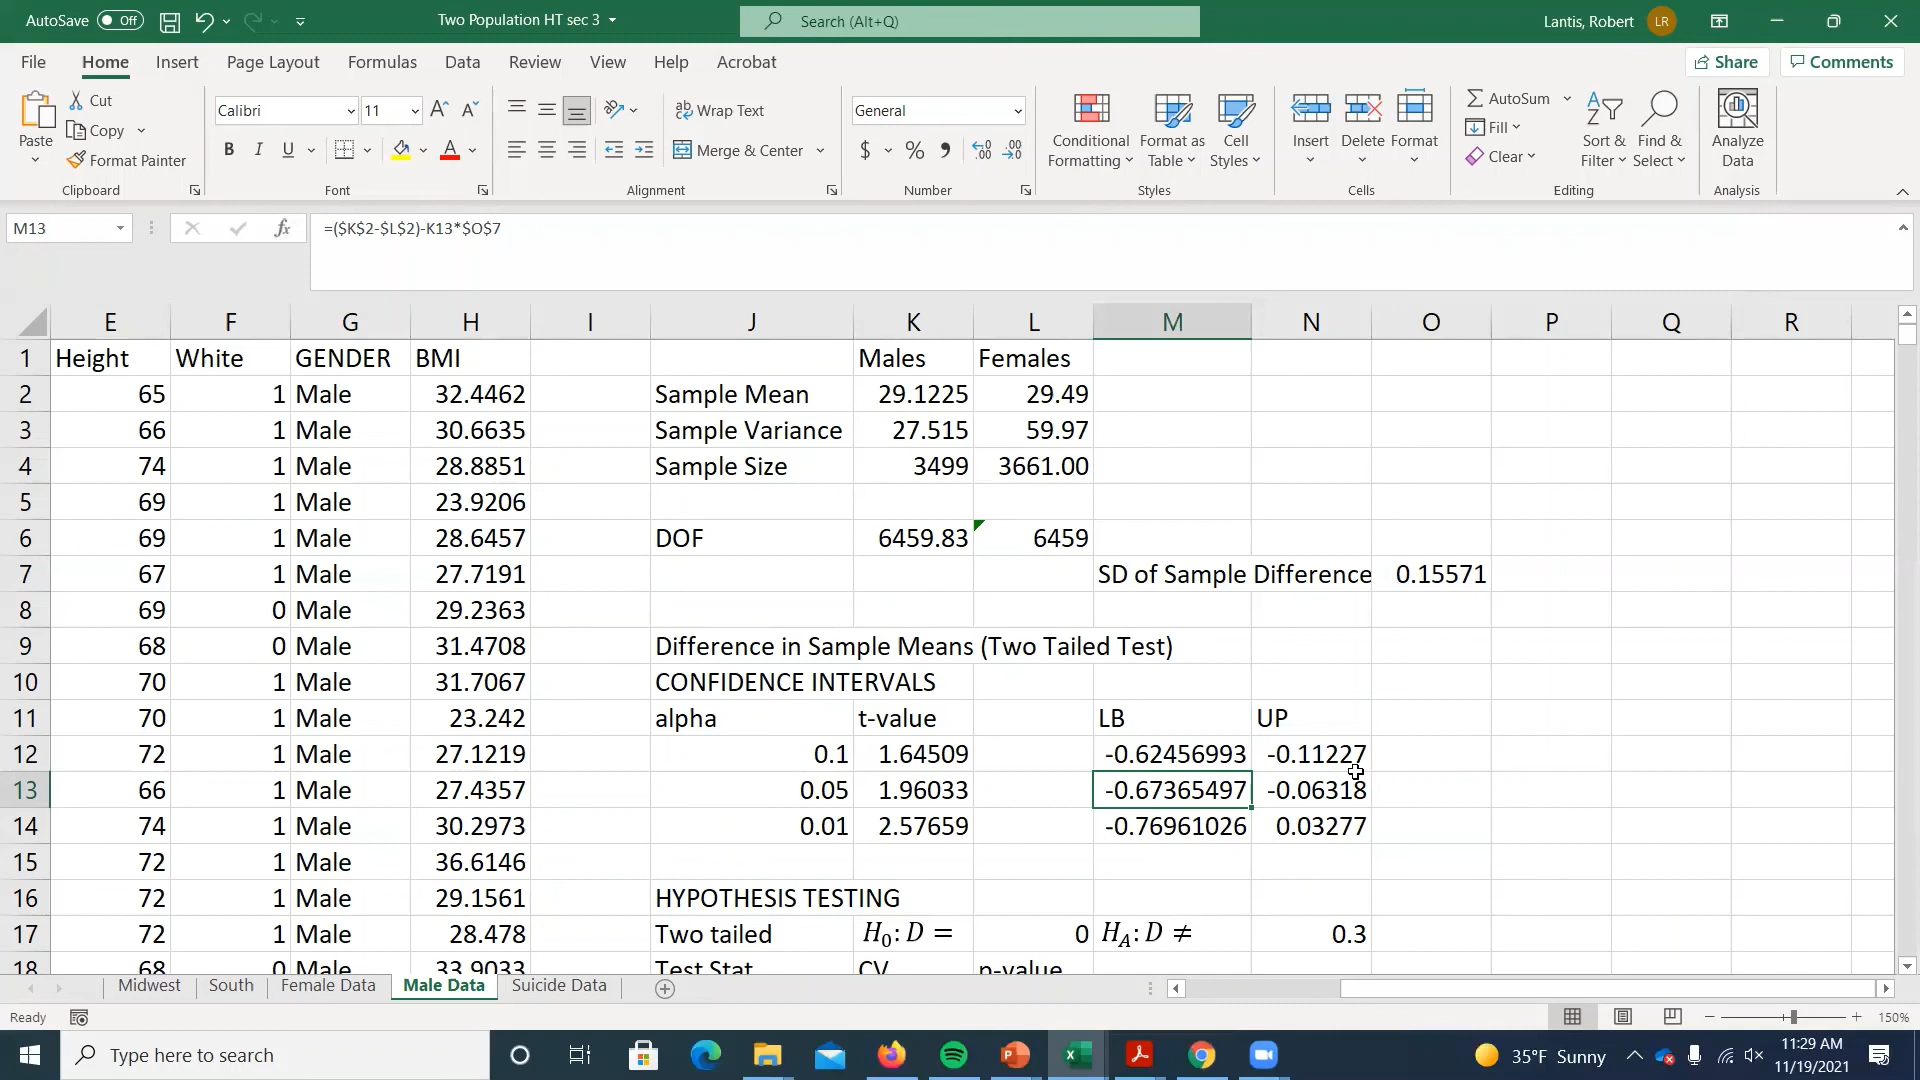 AutoSave Off Two Population HT sec 3 Search (Alt+Q) Lantis, Robert LR
File Home Insert Page Layout Formulas Data Review View Help Acrobat Share Comments
Paste Cut Copy Format Painter Clipboard
Calibri 11 B I U A Font
Wrap Text Merge & Center Alignment
General $ % Number
Conditional Formatting Format as Table Cell Styles Styles
Insert Delete Format Cells
AutoSum Fill Clear Sort & Filter Find & Select Editing
Analyze Data Analysis
M13 fx =($K$2-$L$2)-K13*$O$7
E F G H I J K L M N O P Q R
1 Height White GENDER BMI Males Females
2 65 1 Male 32.4462 Sample Mean 29.1225 29.49
3 66 1 Male 30.6635 Sample Variance 27.515 59.97
4 74 1 Male 28.8851 Sample Size 3499 3661.00
5 69 1 Male 23.9206
6 69 1 Male 28.6457 DOF 6459.83 6459
7 67 1 Male 27.7191 SD of Sample Difference 0.15571
8 69 0 Male 29.2363
9 68 0 Male 31.4708 Difference in Sample Means (Two Tailed Test)
10 70 1 Male 31.7067 CONFIDENCE INTERVALS
11 70 1 Male 23.242 alpha t-value LB UP
12 72 1 Male 27.1219 0.1 1.64509 -0.62456993 -0.11227
13 66 1 Male 27.4357 0.05 1.96033 -0.67365497 -0.06318
14 74 1 Male 30.2973 0.01 2.57659 -0.76961026 0.03277
15 72 1 Male 36.6146
16 72 1 Male 29.1561 HYPOTHESIS TESTING
17 72 1 Male 28.478 Two tailed H₀: D = 0 H_A: D ≠ 0.3
18 68 0 Male 33.9033 Test Stat CV p-value
Midwest South Female Data Male Data Suicide Data
Ready 150%
Type here to search 35°F Sunny 11:29 AM
11/19/2021